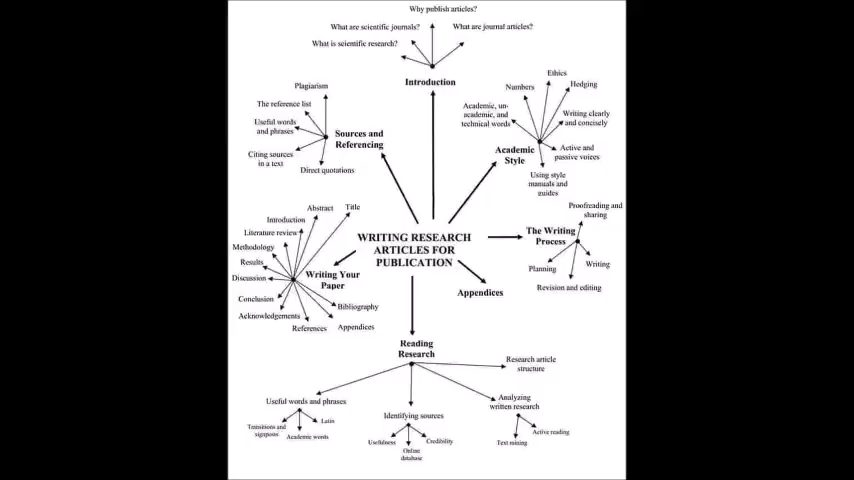 Why publish articles?
What are scientific journals?
What are journal articles?
What is scientific research?
Introduction
Plagiarism
The reference list
Useful words
and phrases
Citing sources
in a text
Direct quotations
Sources and
Referencing
Ethics
Numbers
Hedging
Academic, un-
academic, and
technical words
Writing clearly
and concisely
Active and
passive voices
Using style
manuals and
guides
Academic
Style
WRITING RESEARCH
ARTICLES FOR
PUBLICATION
Proofreading and
sharing
The Writing
Process
Planning
Writing
Revision and editing
Abstract
Title
Introduction
Literature review
Methodology
Results
Discussion
Conclusion
Acknowledgements
References
Appendices
Bibliography
Writing Your
Paper
Appendices
Reading
Research
Research article
structure
Useful words and phrases
Transitions and
signposts
Academic words
Latin
Identifying sources
Usefulness
Online
database
Credibility
Analyzing
written research
Text mining
Active reading